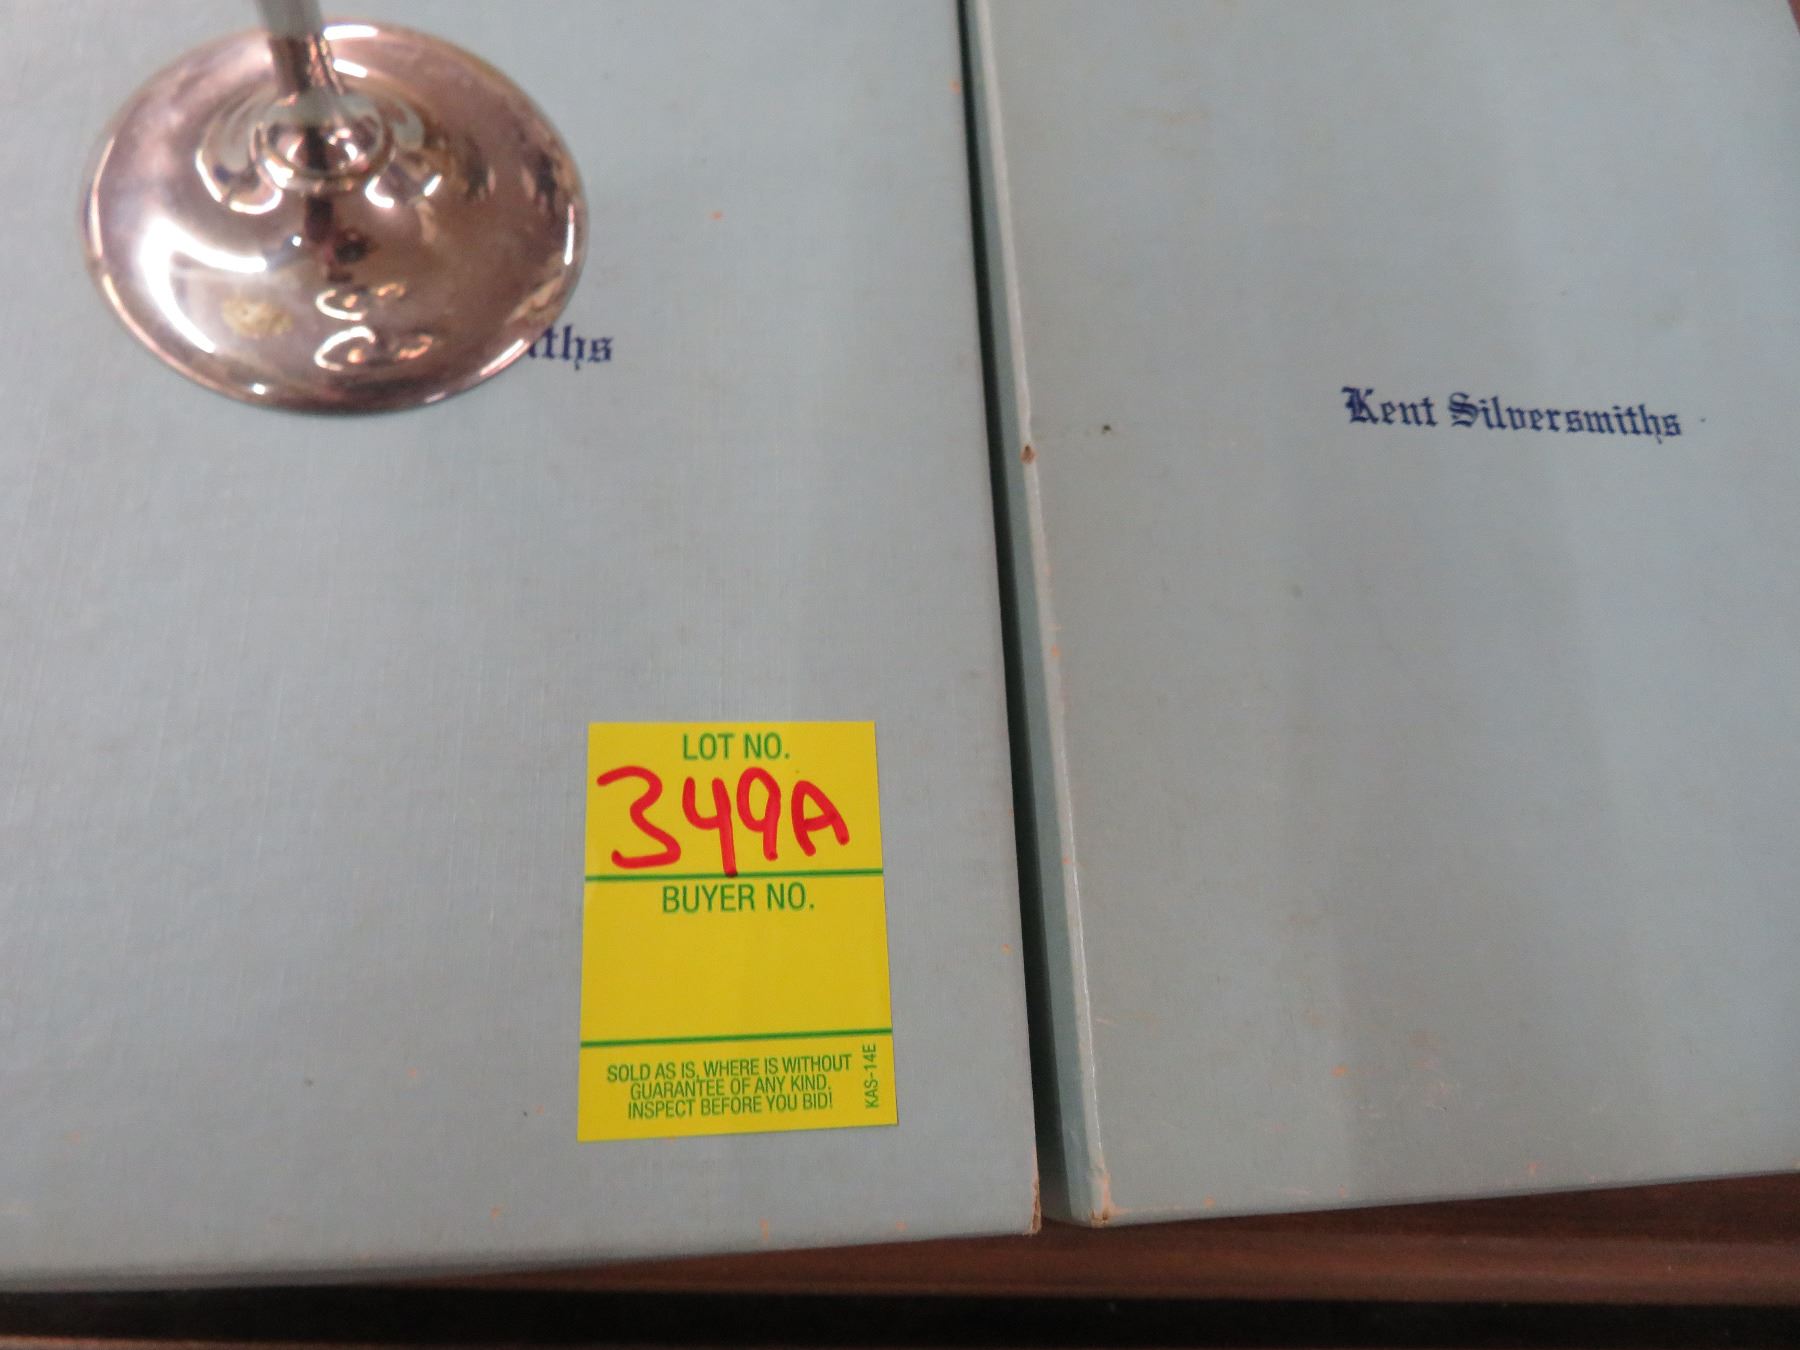 ths
Kent Silversmiths
LOT NO.
349A
BUYER NO.
SOLD AS IS, WHERE IS WITHOUT
GUARANTEE OF ANY KIND.
INSPECT BEFORE YOU BID!
KAS-14E